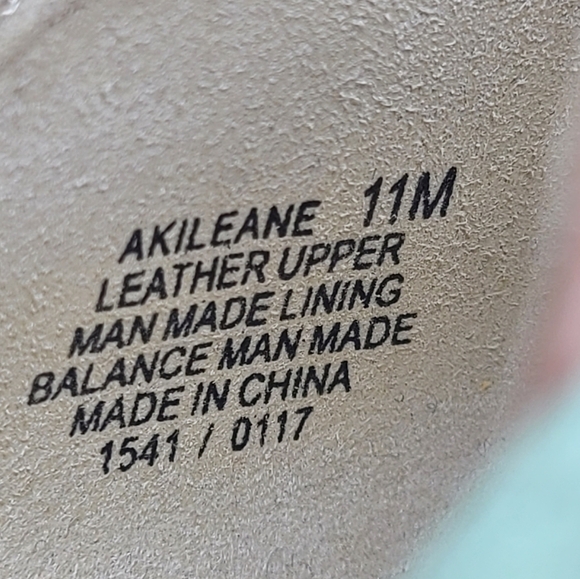 AKILEANE 11M
LEATHER UPPER
MAN MADE LINING
BALANCE MAN MADE
MADE IN CHINA
1541 / 0117